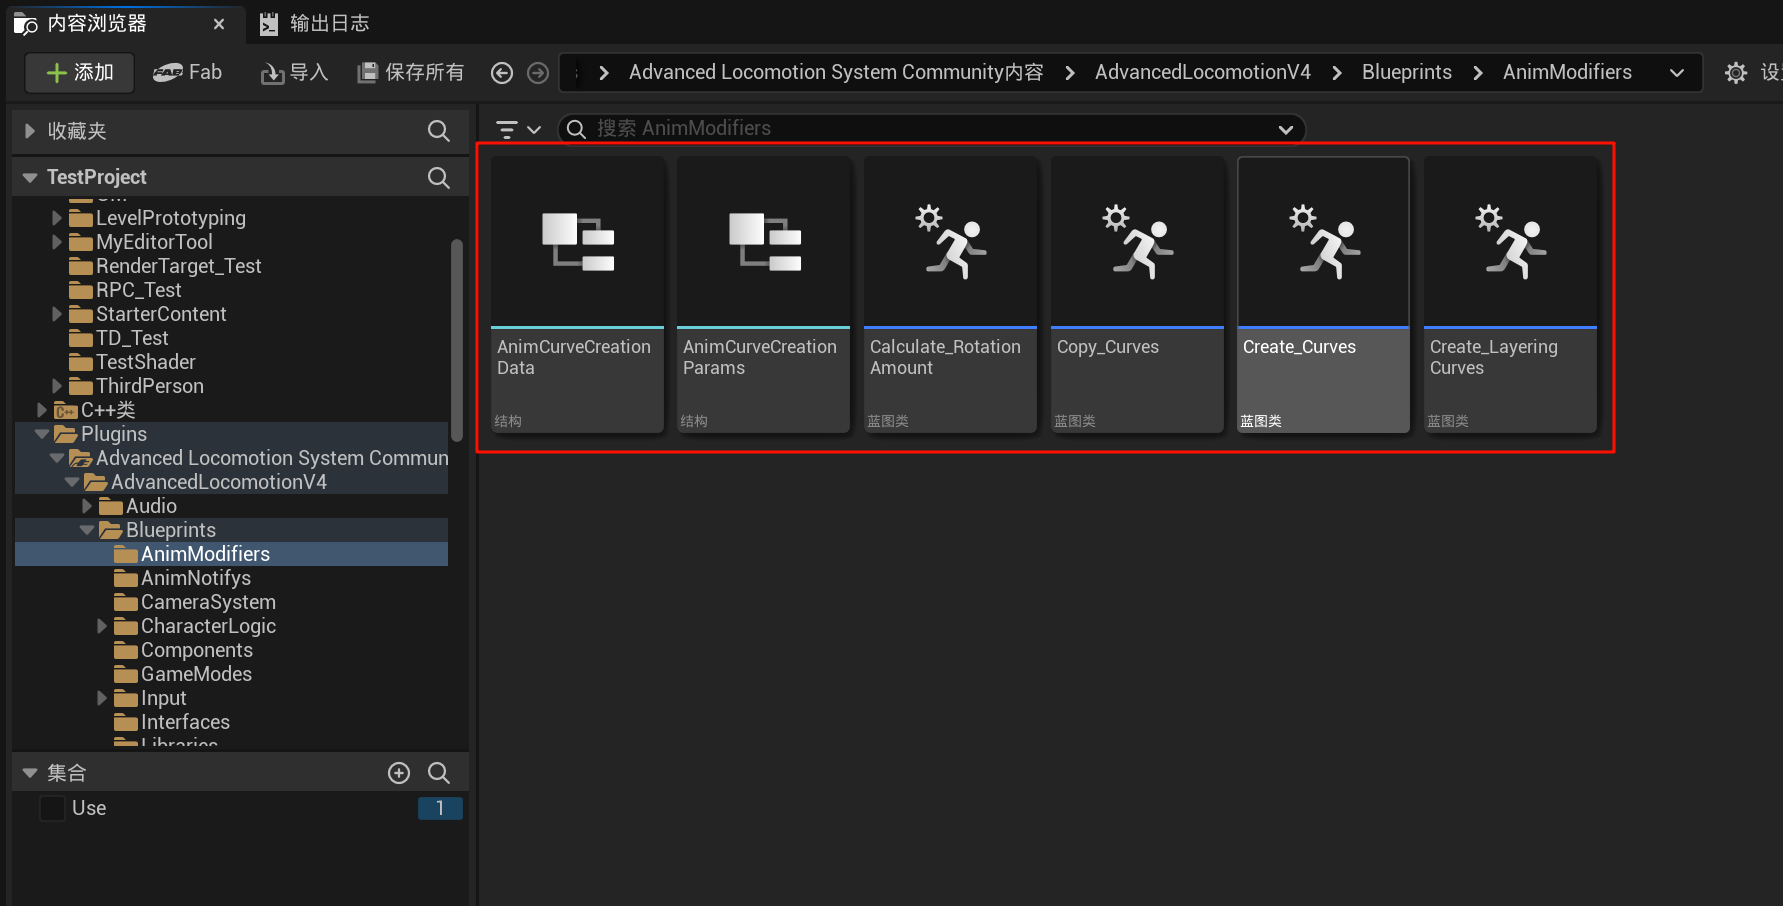 内容浏览器
输出日志
添加
Fab
导入
保存所有
Advanced Locomotion System Community内容
AdvancedLocomotionV4
Blueprints
AnimModifiers
收藏夹
搜索 AnimModifiers
TestProject
LevelPrototyping
MyEditorTool
RenderTarget_Test
RPC_Test
StarterContent
TD_Test
TestShader
ThirdPerson
C++类
Plugins
Advanced Locomotion System Commun
AdvancedLocomotionV4
Audio
Blueprints
AnimModifiers
AnimNotifys
CameraSystem
CharacterLogic
Components
GameModes
Input
Interfaces
Libraries
集合
Use
1
AnimCurveCreation
Data
结构
AnimCurveCreation
Params
结构
Calculate_Rotation
Amount
蓝图类
Copy_Curves
蓝图类
Create_Curves
蓝图类
Create_Layering
Curves
蓝图类